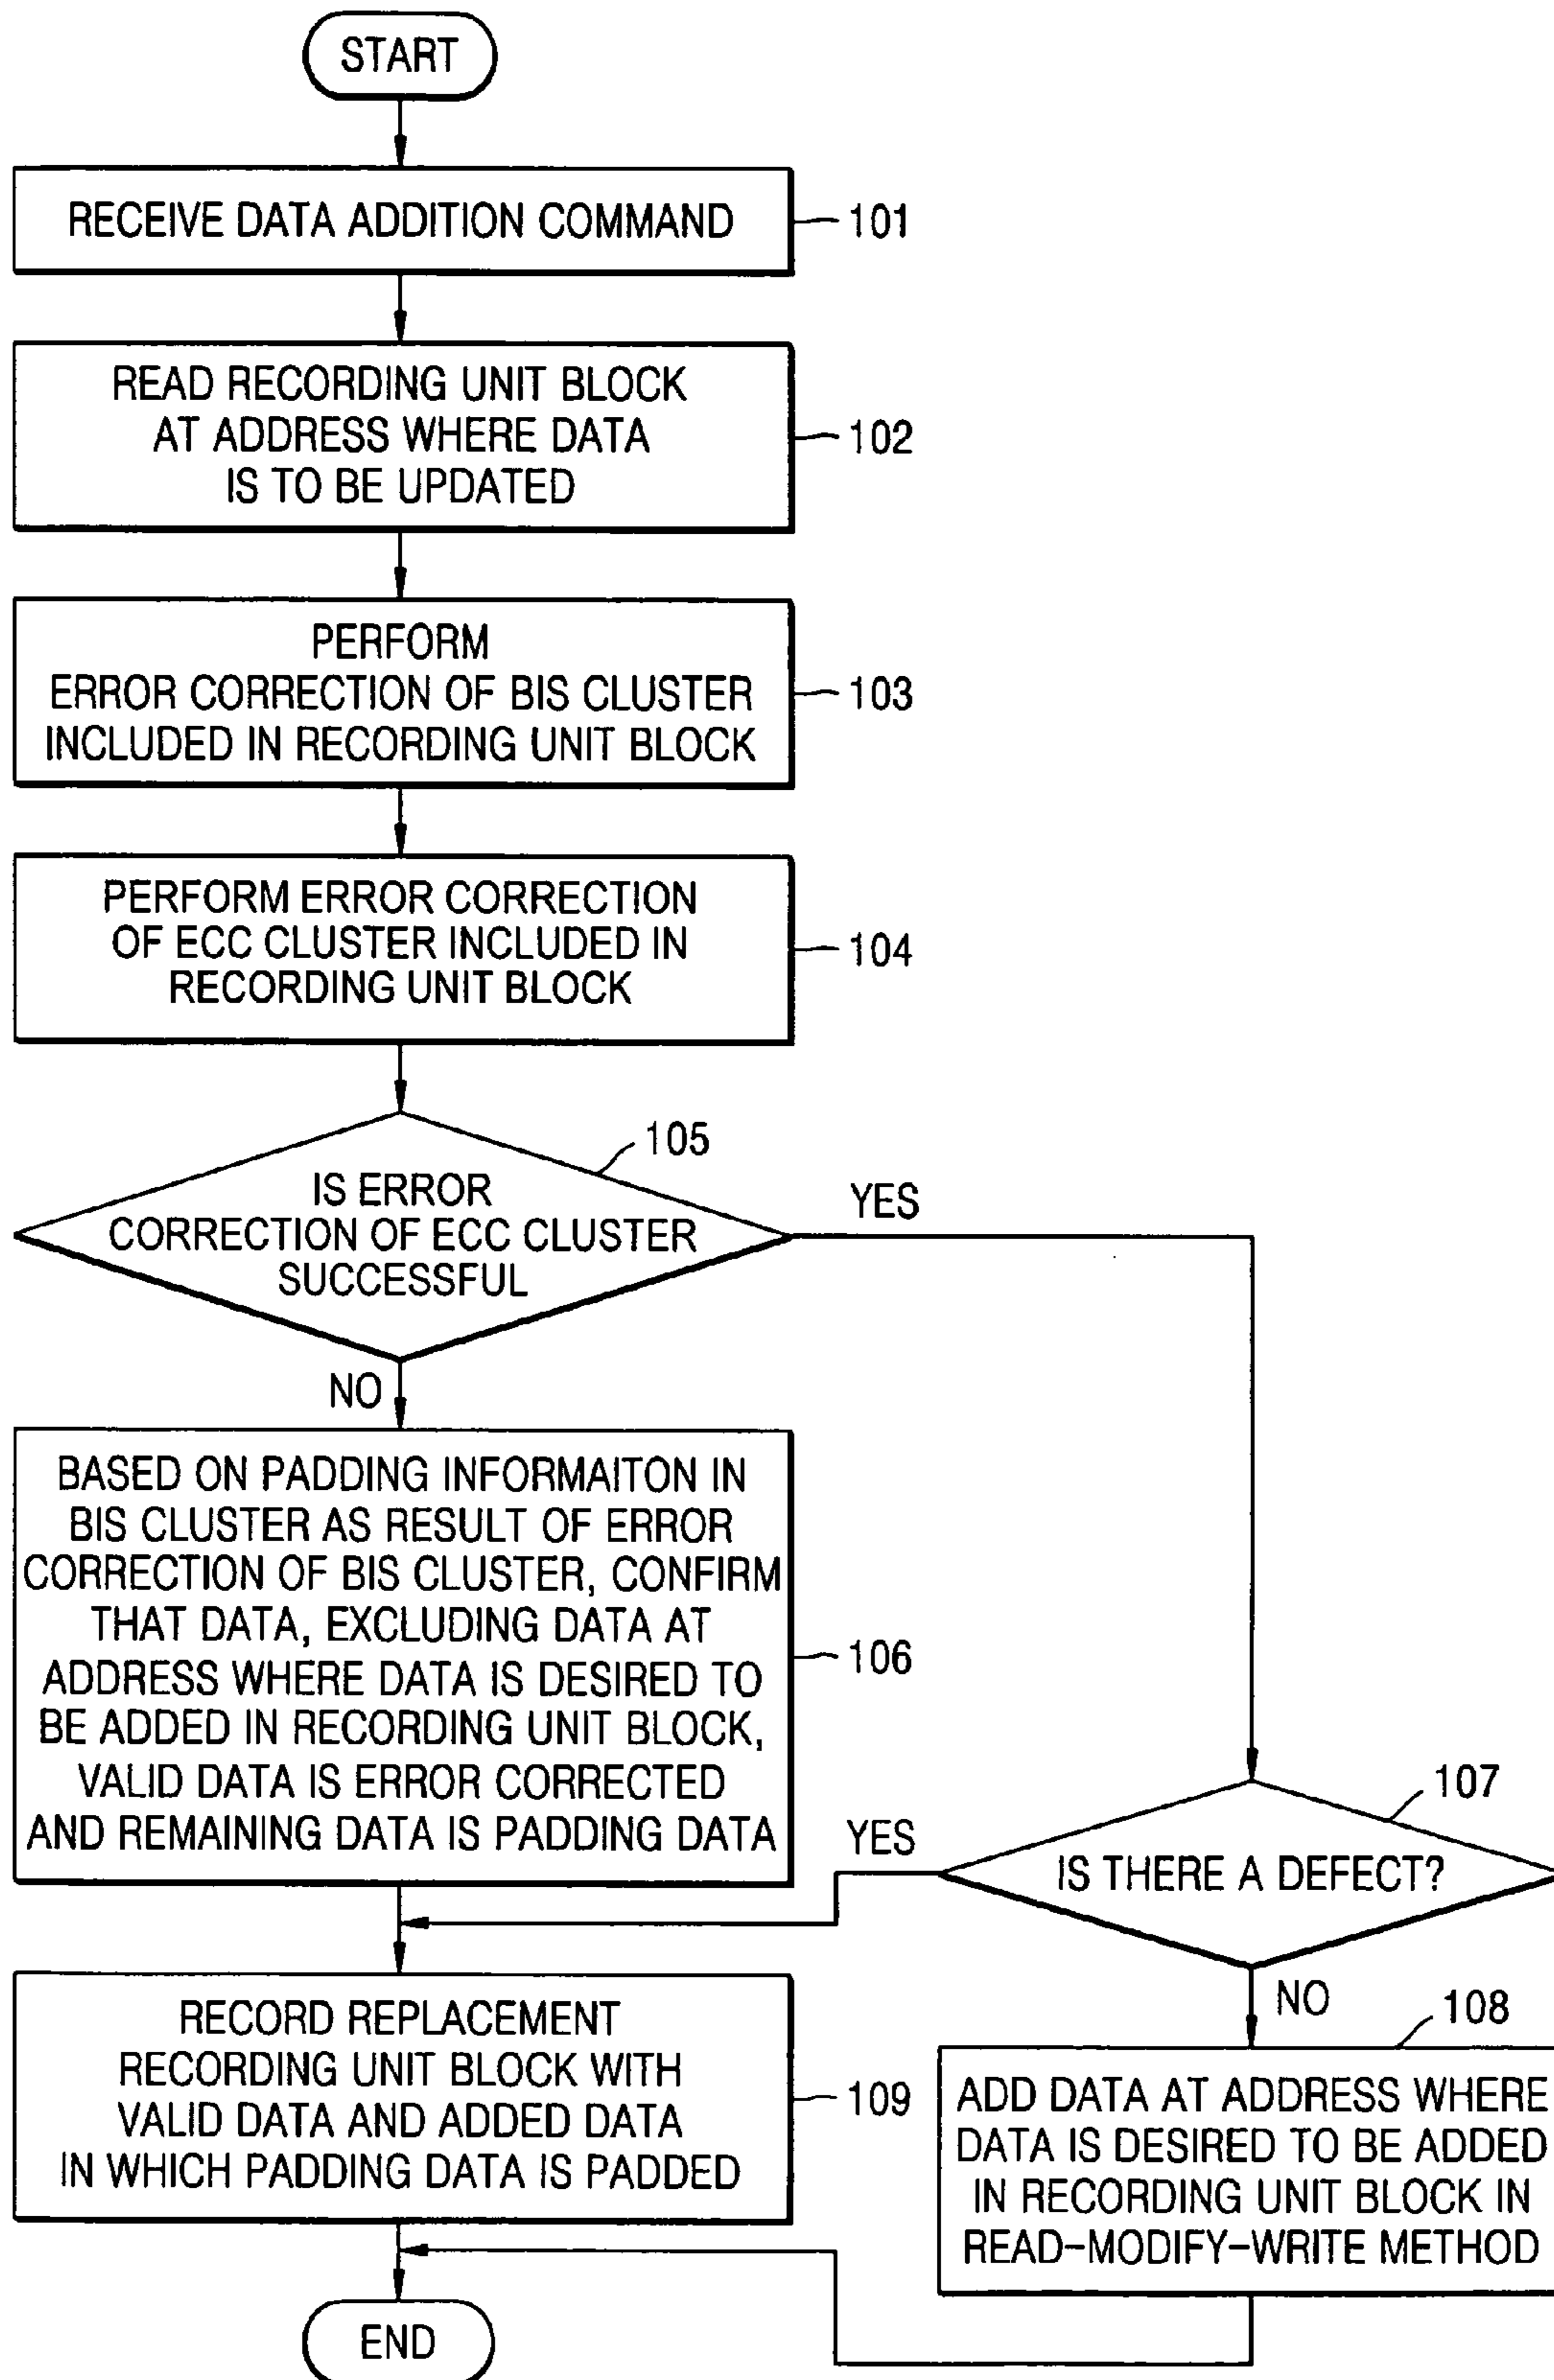 START
RECEIVE DATA ADDITION COMMAND
101
READ RECORDING UNIT BLOCK
AT ADDRESS WHERE DATA
IS TO BE UPDATED
102
PERFORM
ERROR CORRECTION OF BIS CLUSTER
INCLUDED IN RECORDING UNIT BLOCK
103
PERFORM ERROR CORRECTION
OF ECC CLUSTER INCLUDED IN
RECORDING UNIT BLOCK
104
105
IS ERROR
CORRECTION OF ECC CLUSTER
SUCCESSFUL
YES
NO
BASED ON PADDING INFORMAITON IN
BIS CLUSTER AS RESULT OF ERROR
CORRECTION OF BIS CLUSTER, CONFIRM
THAT DATA, EXCLUDING DATA AT
ADDRESS WHERE DATA IS DESIRED TO
BE ADDED IN RECORDING UNIT BLOCK,
VALID DATA IS ERROR CORRECTED
AND REMAINING DATA IS PADDING DATA
106
107
IS THERE A DEFECT?
YES
NO
108
ADD DATA AT ADDRESS WHERE
DATA IS DESIRED TO BE ADDED
IN RECORDING UNIT BLOCK IN
READ-MODIFY-WRITE METHOD
RECORD REPLACEMENT
RECORDING UNIT BLOCK WITH
VALID DATA AND ADDED DATA
IN WHICH PADDING DATA IS PADDED
109
END